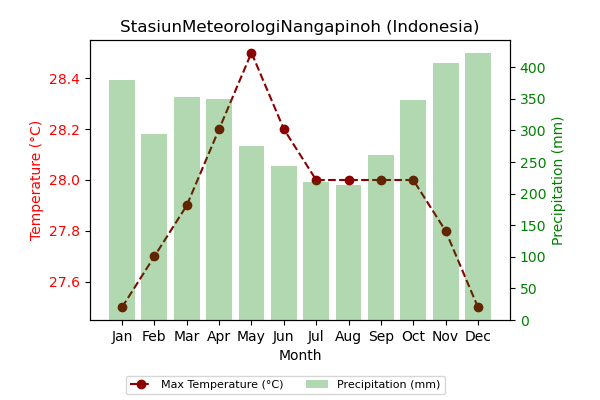 StasiunMeteorologiNangapinoh (Indonesia)
28.4
28.2
28.0
27.8
27.6
Temperature (°C)
400
350
300
250
200
150
100
50
0
Precipitation (mm)
Jan Feb Mar Apr May Jun Jul Aug Sep Oct Nov Dec
Month
Max Temperature (°C) Precipitation (mm)